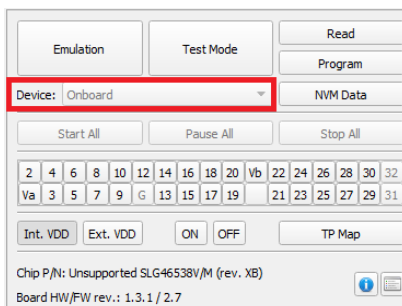 Emulation Test Mode Read
Program
Device: Onboard NVM Data
Start All Pause All Stop All
2 4 6 8 10 12 14 16 18 20 Vb 22 24 26 28 30 32
Va 3 5 7 9 G 13 15 17 19 21 23 25 27 29 31
Int. VDD Ext. VDD ON OFF TP Map
Chip P/N: Unsupported SLG46538V/M (rev. XB)
Board HW/FW rev.: 1.3.1 / 2.7